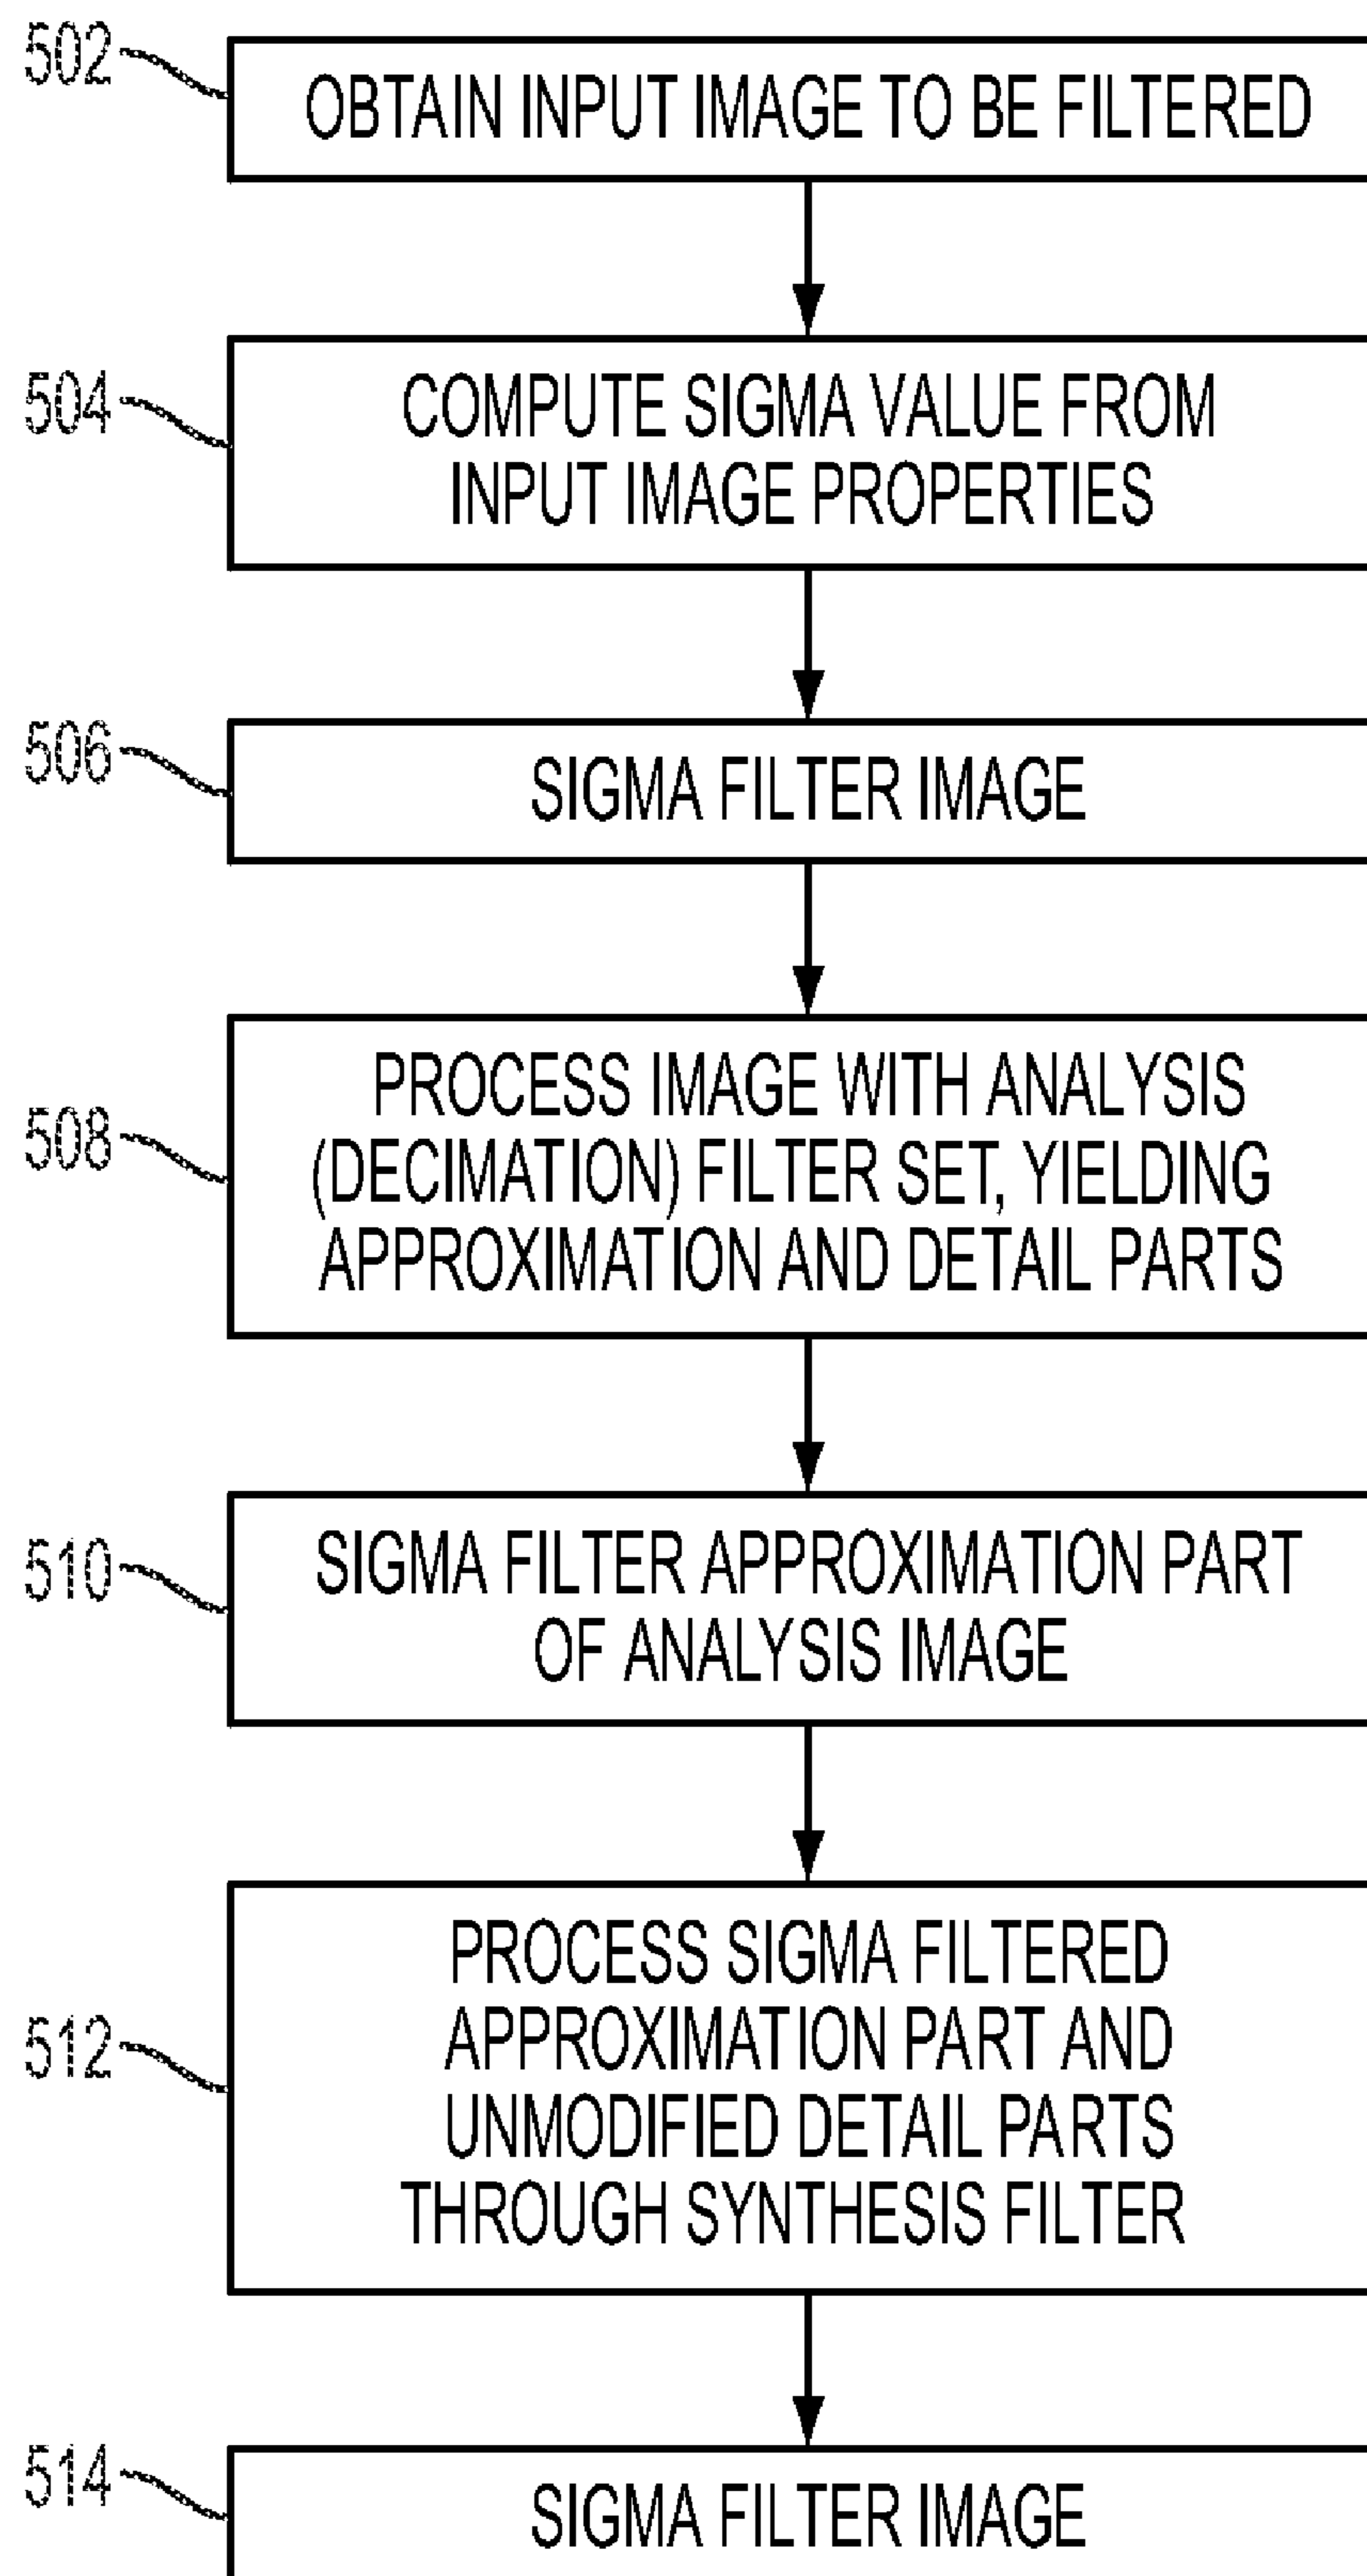 502
OBTAIN INPUT IMAGE TO BE FILTERED
504
COMPUTE SIGMA VALUE FROM
INPUT IMAGE PROPERTIES
506
SIGMA FILTER IMAGE
508
PROCESS IMAGE WITH ANALYSIS
(DECIMATION) FILTER SET, YIELDING
APPROXIMATION AND DETAIL PARTS
510
SIGMA FILTER APPROXIMATION PART
OF ANALYSIS IMAGE
512
PROCESS SIGMA FILTERED
APPROXIMATION PART AND
UNMODIFIED DETAIL PARTS
THROUGH SYNTHESIS FILTER
514
SIGMA FILTER IMAGE